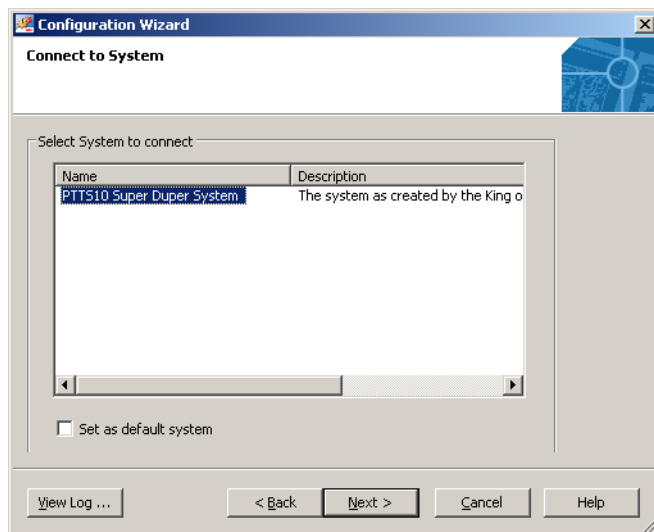 Configuration Wizard
Connect to System
Select System to connect
Name Description
PTTS10 Super Duper System The system as created by the King o
Set as default system
View Log ... < Back Next > Cancel Help